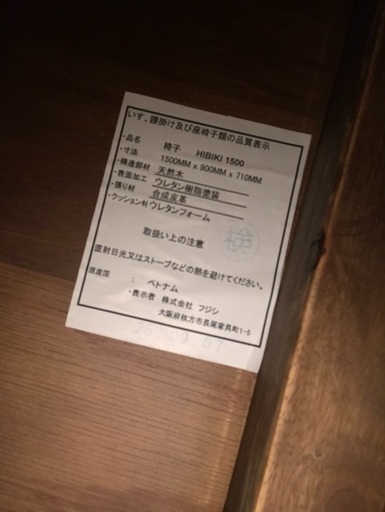 いす、腰掛け及び座椅子類の品質表示
・品名 椅子 HIBIKI 1500
・寸法 1500MM x 900MM x 710MM
・構造部材 天然木
・表面加工 ウレタン樹脂塗装
・張り材 合成皮革
・クッション料 ウレタンフォーム
取扱い上の注意
検
直射日光又はストーブなどの熱を避けてください。
原産国 : ベトナム
・表示者 株式会社 フジシ
大阪府枚方市長尾家具町1-5